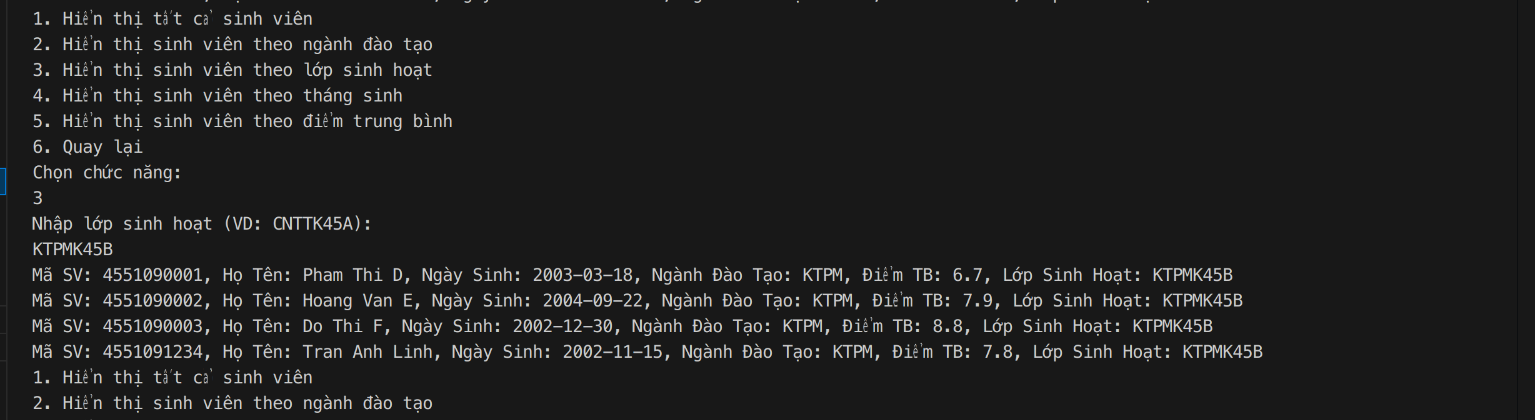 1. Hiển thị tất cả sinh viên
2. Hiển thị sinh viên theo ngành đào tạo
3. Hiển thị sinh viên theo lớp sinh hoạt
4. Hiển thị sinh viên theo tháng sinh
5. Hiển thị sinh viên theo điểm trung bình
6. Quay lại
Chọn chức năng:
3
Nhập lớp sinh hoạt (VD: CNTTK45A):
KTPMK45B
Mã SV: 4551090001, Họ Tên: Pham Thi D, Ngày Sinh: 2003-03-18, Ngành Đào Tạo: KTPM, Điểm TB: 6.7, Lớp Sinh Hoạt: KTPMK45B
Mã SV: 4551090002, Họ Tên: Hoang Van E, Ngày Sinh: 2004-09-22, Ngành Đào Tạo: KTPM, Điểm TB: 7.9, Lớp Sinh Hoạt: KTPMK45B
Mã SV: 4551090003, Họ Tên: Do Thi F, Ngày Sinh: 2002-12-30, Ngành Đào Tạo: KTPM, Điểm TB: 8.8, Lớp Sinh Hoạt: KTPMK45B
Mã SV: 4551091234, Họ Tên: Tran Anh Linh, Ngày Sinh: 2002-11-15, Ngành Đào Tạo: KTPM, Điểm TB: 7.8, Lớp Sinh Hoạt: KTPMK45B
1. Hiển thị tất cả sinh viên
2. Hiển thị sinh viên theo ngành đào tạo